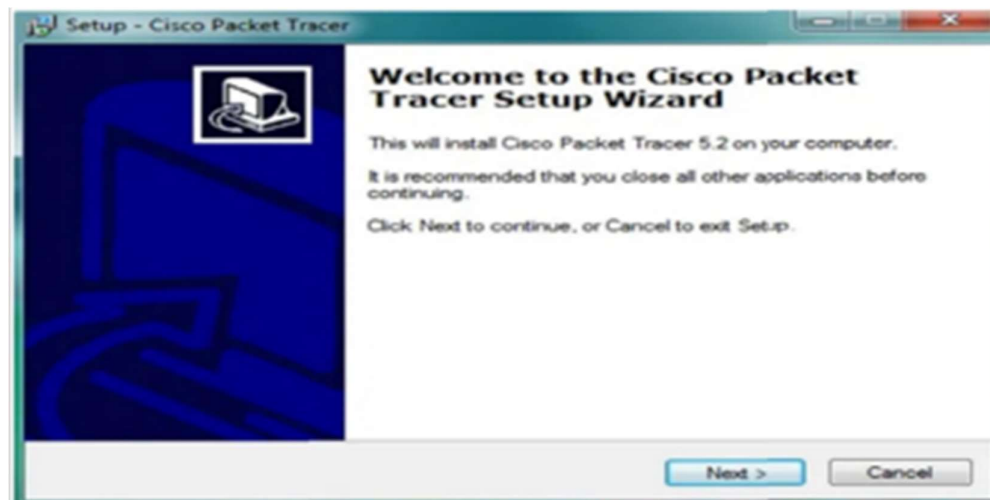 Setup - Cisco Packet Tracer
Welcome to the Cisco Packet
Tracer Setup Wizard
This will install Cisco Packet Tracer 5.2 on your computer.
It is recommended that you close all other applications before
continuing.
Click Next to continue, or Cancel to exit Setup.
Next >
Cancel